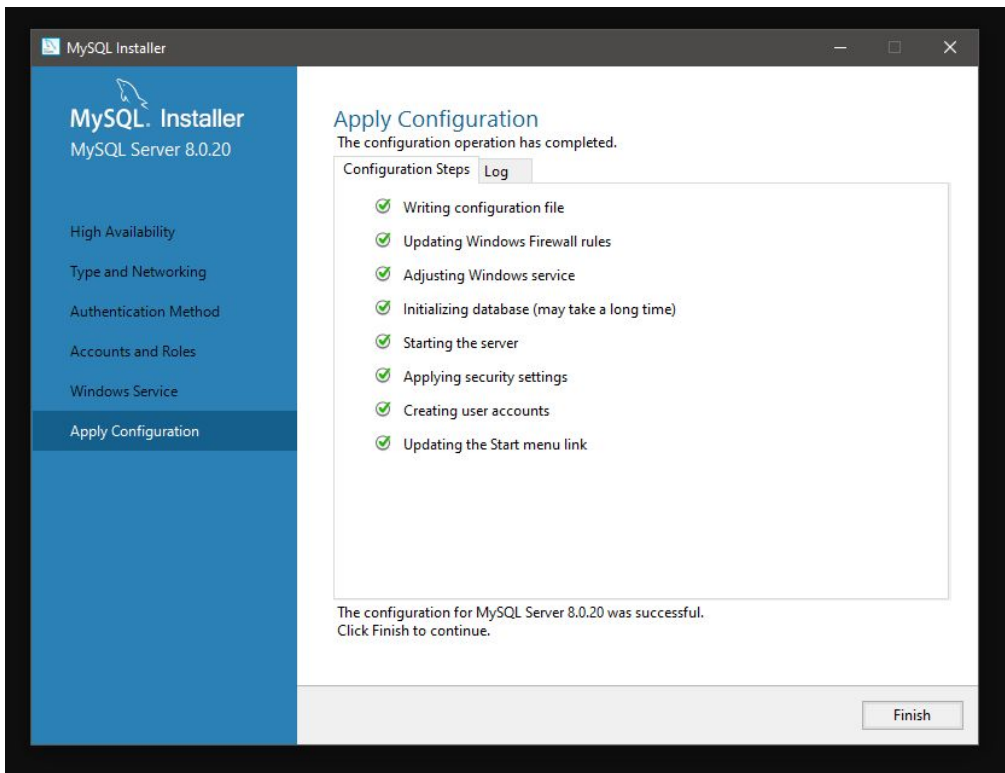 MySQL Installer
MySQL. Installer
MySQL Server 8.0.20
High Availability
Type and Networking
Authentication Method
Accounts and Roles
Windows Service
Apply Configuration
Apply Configuration
The configuration operation has completed.
Configuration Steps Log
Writing configuration file
Updating Windows Firewall rules
Adjusting Windows service
Initializing database (may take a long time)
Starting the server
Applying security settings
Creating user accounts
Updating the Start menu link
The configuration for MySQL Server 8.0.20 was successful.
Click Finish to continue.
Finish